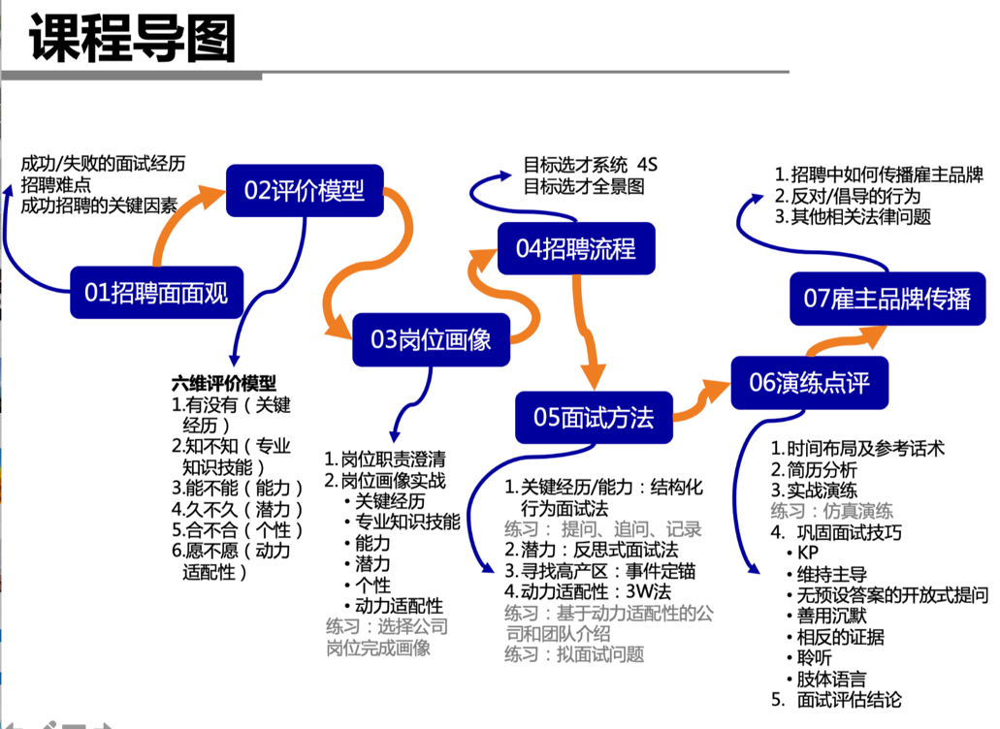 课程导图
成功/失败的面试经历
招聘难点
成功招聘的关键因素
01招聘面面观
02评价模型
六维评价模型
1.有没有（关键
经历）
2.知不知（专业
知识技能）
3.能不能（能力）
4.久不久（潜力）
5.合不合（个性）
6.愿不愿（动力
适配性）
03岗位画像
1.岗位职责澄清
2.岗位画像实战
•关键经历
•专业知识技能
•能力
•潜力
•个性
•动力适配性
练习：选择公司
岗位完成画像
目标选才系统 4S
目标选才全景图
04招聘流程
05面试方法
1.关键经历/能力：结构化
行为面试法
练习： 提问、追问、记录
2.潜力：反思式面试法
3.寻找高产区：事件定锚
4.动力适配性：3W法
练习：基于动力适配性的公
司和团队介绍
练习：拟面试问题
06演练点评
1.时间布局及参考话术
2.简历分析
3.实战演练
练习：仿真演练
4. 巩固面试技巧
•KP
•维持主导
•无预设答案的开放式提问
•善用沉默
•相反的证据
•聆听
•肢体语言
5. 面试评估结论
1.招聘中如何传播雇主品牌
2.反对/倡导的行为
3.其他相关法律问题
07雇主品牌传播